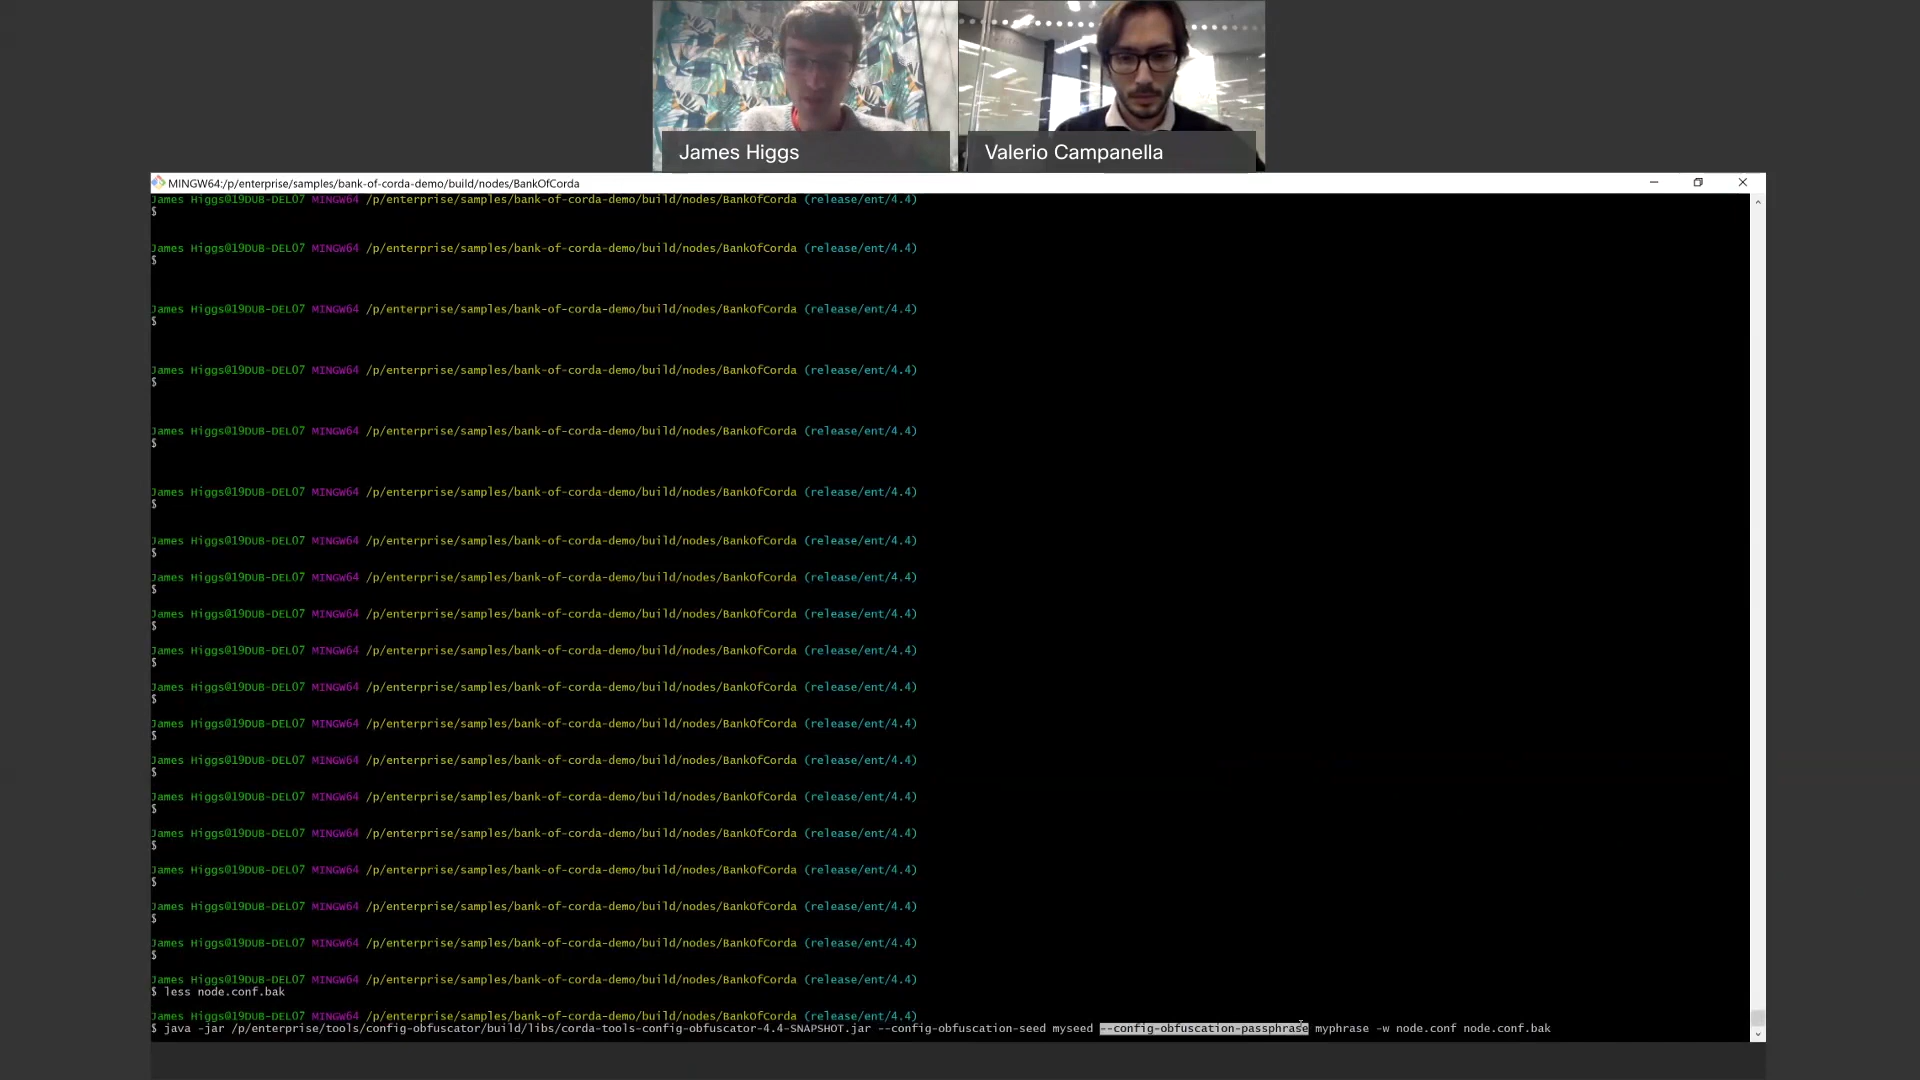 James Higgs
Valerio Campanella
MINGW64:/p/enterprise/samples/bank-of-corda-demo/build/nodes/BankOfCorda
James Higgs@19DUB-DEL07 MINGW64 /p/enterprise/samples/bank-of-corda-demo/build/nodes/BankOfCorda (release/ent/4.4)
$
James Higgs@19DUB-DEL07 MINGW64 /p/enterprise/samples/bank-of-corda-demo/build/nodes/BankOfCorda (release/ent/4.4)
$
James Higgs@19DUB-DEL07 MINGW64 /p/enterprise/samples/bank-of-corda-demo/build/nodes/BankOfCorda (release/ent/4.4)
$
James Higgs@19DUB-DEL07 MINGW64 /p/enterprise/samples/bank-of-corda-demo/build/nodes/BankOfCorda (release/ent/4.4)
$
James Higgs@19DUB-DEL07 MINGW64 /p/enterprise/samples/bank-of-corda-demo/build/nodes/BankOfCorda (release/ent/4.4)
$
James Higgs@19DUB-DEL07 MINGW64 /p/enterprise/samples/bank-of-corda-demo/build/nodes/BankOfCorda (release/ent/4.4)
$
James Higgs@19DUB-DEL07 MINGW64 /p/enterprise/samples/bank-of-corda-demo/build/nodes/BankOfCorda (release/ent/4.4)
$
James Higgs@19DUB-DEL07 MINGW64 /p/enterprise/samples/bank-of-corda-demo/build/nodes/BankOfCorda (release/ent/4.4)
$
James Higgs@19DUB-DEL07 MINGW64 /p/enterprise/samples/bank-of-corda-demo/build/nodes/BankOfCorda (release/ent/4.4)
$
James Higgs@19DUB-DEL07 MINGW64 /p/enterprise/samples/bank-of-corda-demo/build/nodes/BankOfCorda (release/ent/4.4)
$
James Higgs@19DUB-DEL07 MINGW64 /p/enterprise/samples/bank-of-corda-demo/build/nodes/BankOfCorda (release/ent/4.4)
$
James Higgs@19DUB-DEL07 MINGW64 /p/enterprise/samples/bank-of-corda-demo/build/nodes/BankOfCorda (release/ent/4.4)
$
James Higgs@19DUB-DEL07 MINGW64 /p/enterprise/samples/bank-of-corda-demo/build/nodes/BankOfCorda (release/ent/4.4)
$
James Higgs@19DUB-DEL07 MINGW64 /p/enterprise/samples/bank-of-corda-demo/build/nodes/BankOfCorda (release/ent/4.4)
$
James Higgs@19DUB-DEL07 MINGW64 /p/enterprise/samples/bank-of-corda-demo/build/nodes/BankOfCorda (release/ent/4.4)
$
James Higgs@19DUB-DEL07 MINGW64 /p/enterprise/samples/bank-of-corda-demo/build/nodes/BankOfCorda (release/ent/4.4)
$
James Higgs@19DUB-DEL07 MINGW64 /p/enterprise/samples/bank-of-corda-demo/build/nodes/BankOfCorda (release/ent/4.4)
$
James Higgs@19DUB-DEL07 MINGW64 /p/enterprise/samples/bank-of-corda-demo/build/nodes/BankOfCorda (release/ent/4.4)
$
James Higgs@19DUB-DEL07 MINGW64 /p/enterprise/samples/bank-of-corda-demo/build/nodes/BankOfCorda (release/ent/4.4)
$ less node.conf.bak
James Higgs@19DUB-DEL07 MINGW64 /p/enterprise/samples/bank-of-corda-demo/build/nodes/BankOfCorda (release/ent/4.4)
$ java -jar /p/enterprise/tools/config-obfuscator/build/libs/corda-tools-config-obfuscator-4.4-SNAPSHOT.jar --config-obfuscation-seed myseed --config-obfuscation-passphrase myphrase -w node.conf node.conf.bak